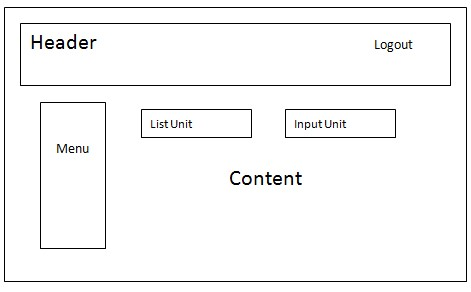 Header
Logout
Menu
List Unit
Input Unit
Content